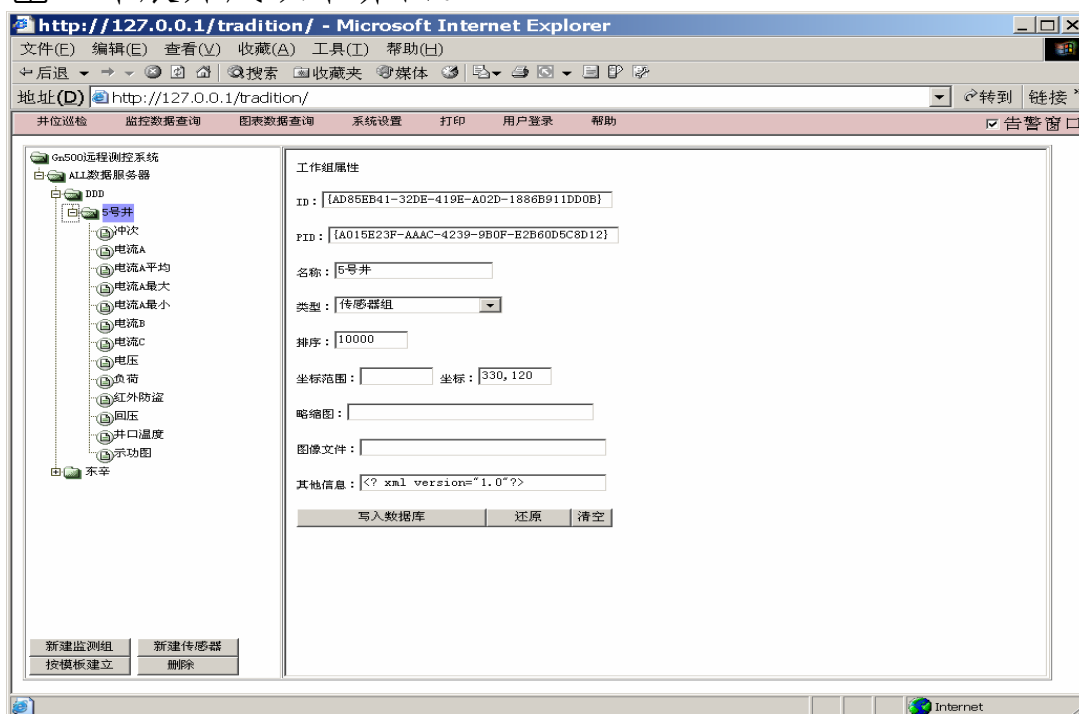 http://127.0.0.1/tradition/ - Microsoft Internet Explorer
文件(F) 编辑(E) 查看(V) 收藏(A) 工具(T) 帮助(H)
后退 搜索 收藏夹 媒体
地址(D) http://127.0.0.1/tradition/ 转到 链接 »
井位巡检 监控数据查询 图表数据查询 系统设置 打印 用户登录 帮助 告警窗口
Gn500远程测控系统
ALL数据服务器
DDD
5号井
冲次
电流A
电流A平均
电流A最大
电流A最小
电流B
电流C
电压
负荷
红外防盗
回压
井口温度
示功图
东辛
新建监测组 新建传感器
按模板建立 删除
工作组属性
ID: {AD85EB41-32DE-419E-A02D-1886B911DD0B}
PID: {A015E23F-AAAC-4239-9B0F-E2B60D5C8D12}
名称: 5号井
类型: 传感器组
排序: 10000
坐标范围: 坐标: 330,120
略缩图:
图像文件:
其他信息: <? xml version="1.0"?>
写入数据库 还原 清空
Internet